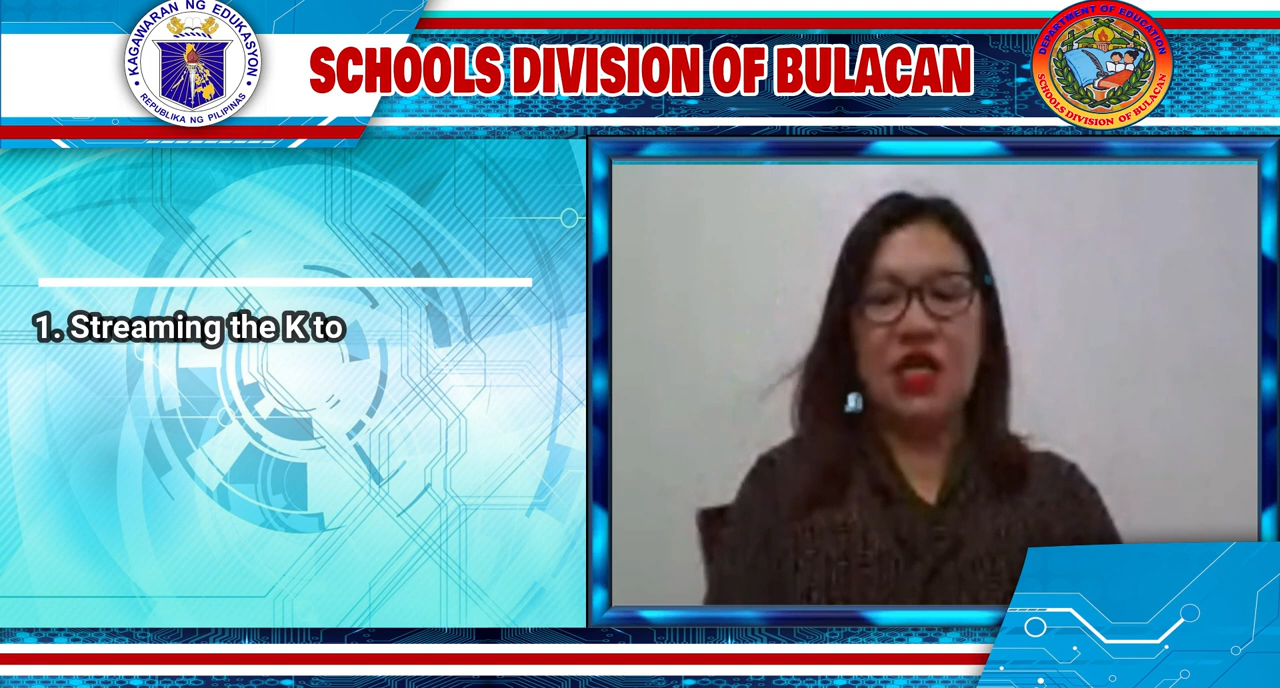 KAGAWARAN NG EDUKASYON
REPUBLIKA NG PILIPINAS
SCHOOLS DIVISION OF BULACAN
DEPARTMENT OF EDUCATION
SCHOOLS DIVISION OF BULACAN
1. Streaming the K to